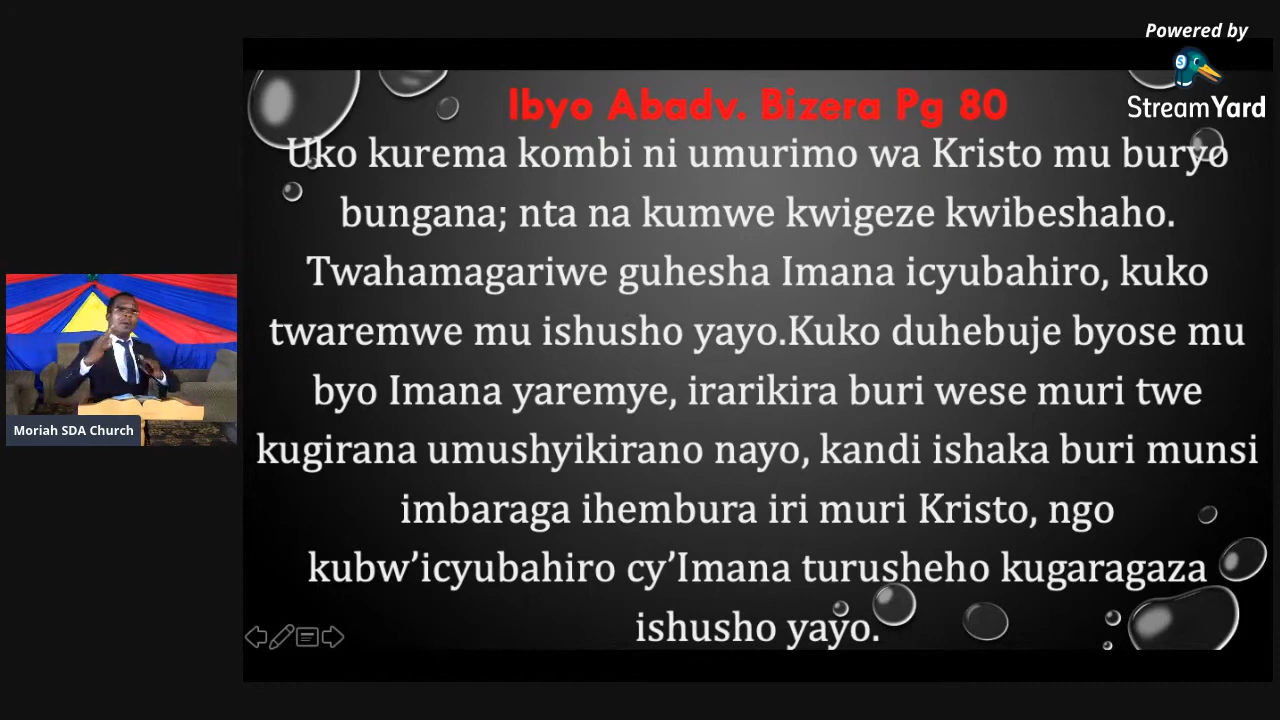 Powered by
StreamYard
Ibyo Abadv. Bizera Pg 80
Uko kurema kombi ni umurimo wa Kristo mu buryo
bungana; nta na kumwe kwigeze kwibeshaho.
Twahamagariwe guhesha Imana icyubahiro, kuko
twaremwe mu ishusho yayo.Kuko duhebuje byose mu
byo Imana yaremye, irarikira buri wese muri twe
kugirana umushyikirano nayo, kandi ishaka buri munsi
imbaraga ihembura iri muri Kristo, ngo
kubw’icyubahiro cy’Imana turusheho kugaragaza
ishusho yayo.
Moriah SDA Church